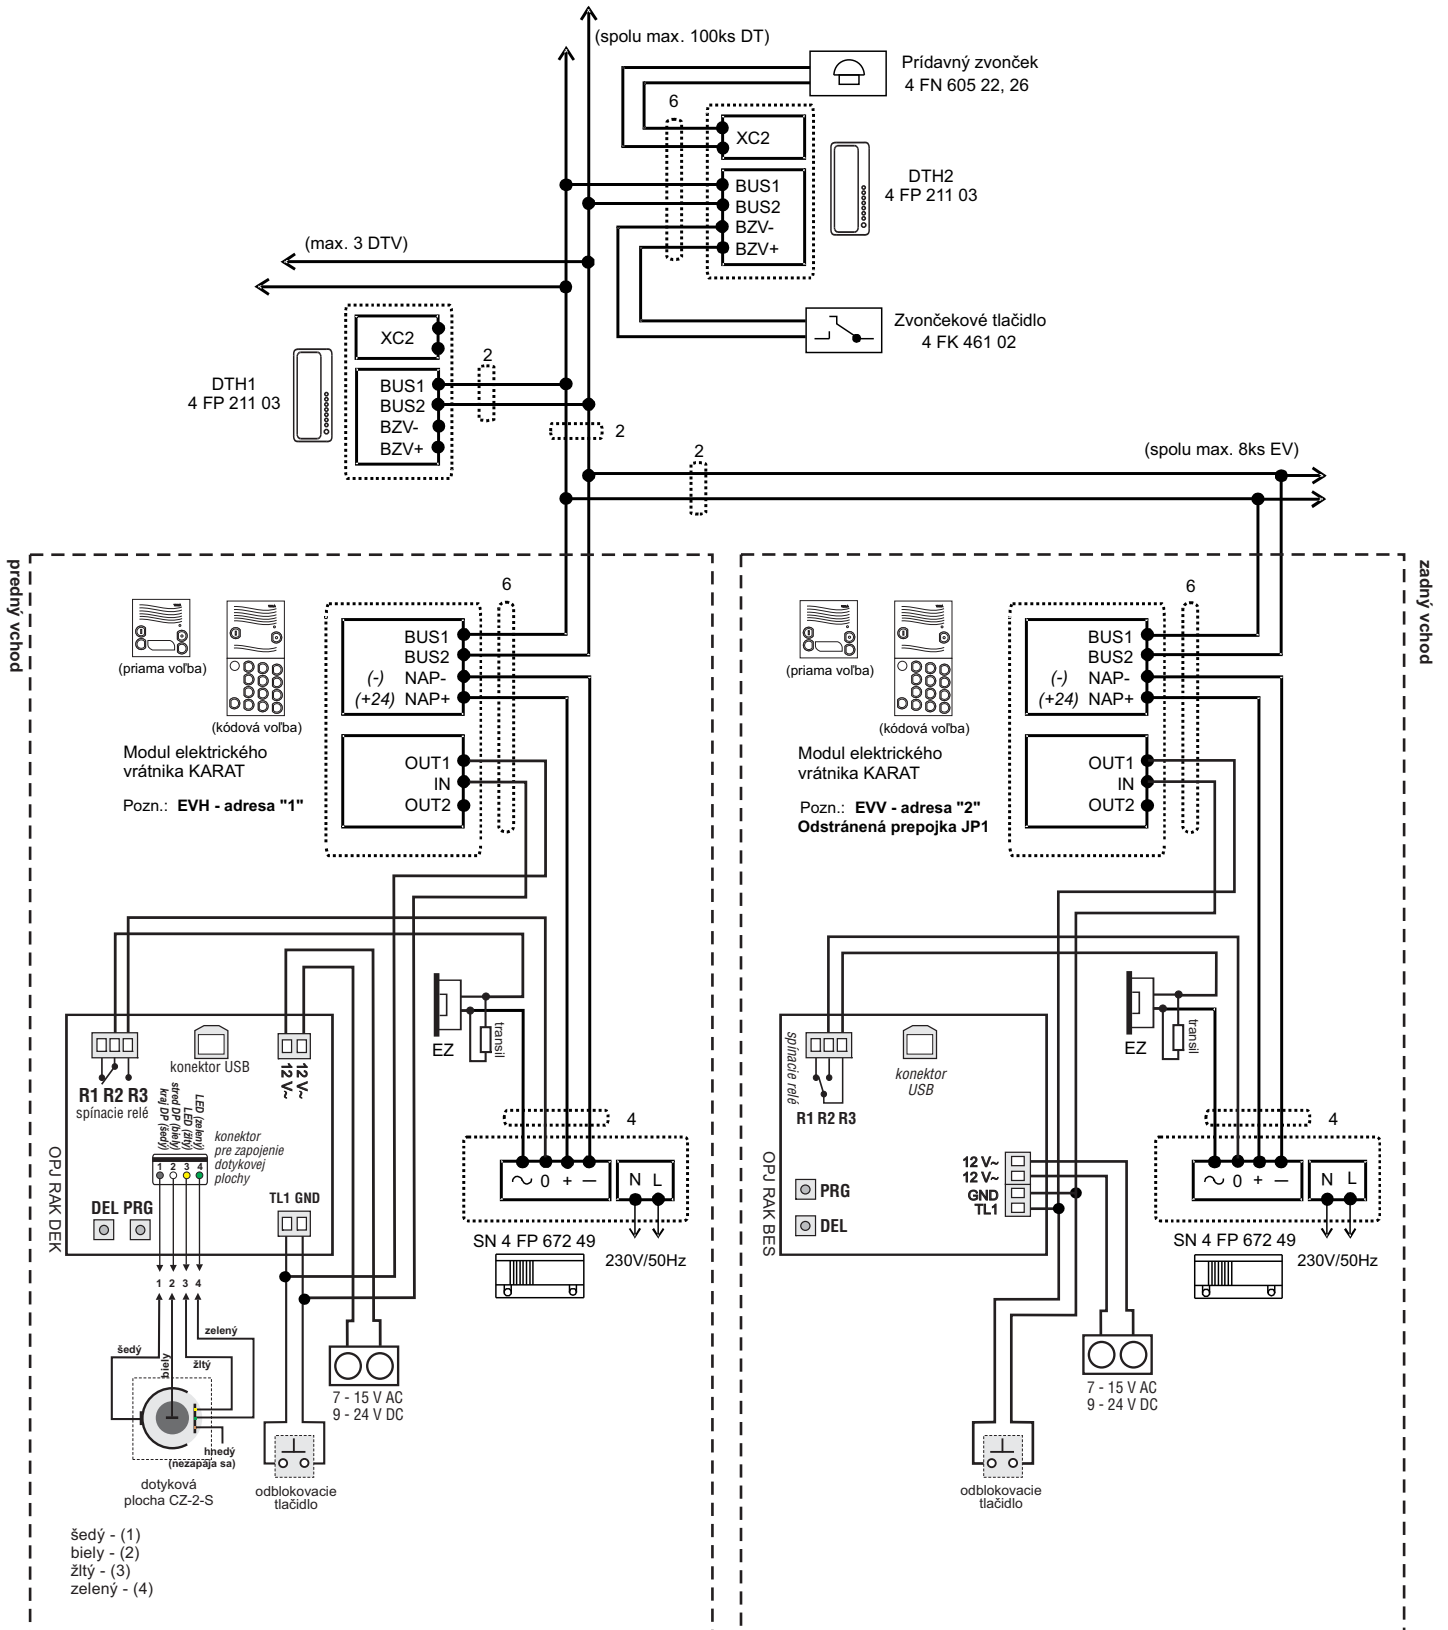 (spolu max. 100ks DT)
Prídavný zvonček
4 FN 605 22, 26
6
XC2
BUS1
BUS2
BZV-
BZV+
DTH2
4 FP 211 03
(max. 3 DTV)
Zvončekové tlačidlo
4 FK 461 02
XC2
BUS1
BUS2
BZV-
BZV+
DTH1
4 FP 211 03
2
2
2
(spolu max. 8ks EV)
predný vchod
6
(priama voľba)
(kódová voľba)
BUS1
BUS2
(-) NAP-
(+24) NAP+
OUT1
IN
OUT2
Modul elektrického
vrátnika KARAT
Pozn.: EVH - adresa "1"
EZ
transil
konektor USB
12 V~
12 V~
R1 R2 R3
spínacie relé
kraj DP (šedý)
stred DP (biely)
LED (žltý)
LED (zelený)
1 2 3 4
konektor
pre zapojenie
dotykovej
plochy
OPJ RAK DEK
DEL PRG
TL1 GND
1 2 3 4
zelený
šedý
biely
žltý
hnedý
(nezapája sa)
dotyková
plocha CZ-2-S
odblokovacie
tlačidlo
7 - 15 V AC
9 - 24 V DC
šedý - (1)
biely - (2)
žltý - (3)
zelený - (4)
4
~ 0 + —
N L
SN 4 FP 672 49
230V/50Hz
zadný vchod
6
(priama voľba)
(kódová voľba)
BUS1
BUS2
(-) NAP-
(+24) NAP+
OUT1
IN
OUT2
Modul elektrického
vrátnika KARAT
Pozn.: EVV - adresa "2"
Odstránená prepojka JP1
EZ
transil
spínacie relé
konektor
USB
R1 R2 R3
OPJ RAK BES
PRG
DEL
12 V~
12 V~
GND
TL1
4
~ 0 + —
N L
SN 4 FP 672 49
230V/50Hz
7 - 15 V AC
9 - 24 V DC
odblokovacie
tlačidlo